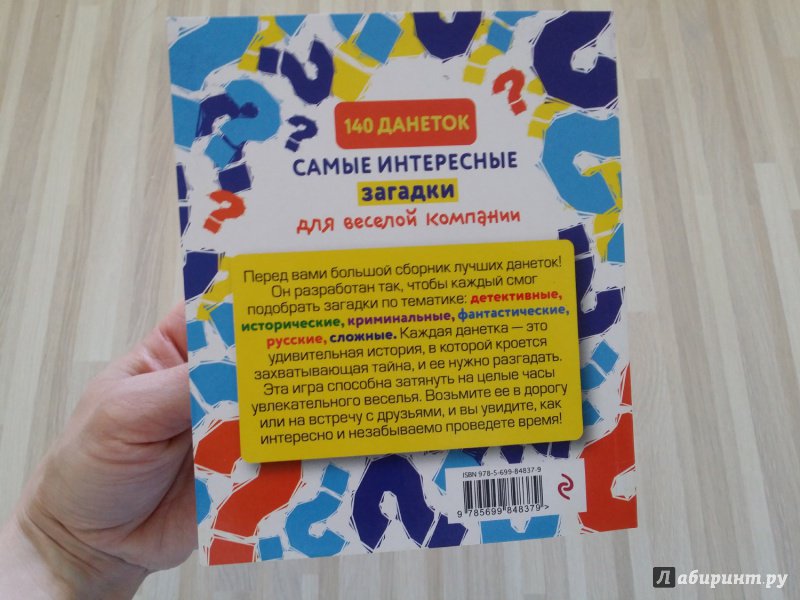 140 ДАНЕТОК
САМЫЕ ИНТЕРЕСНЫЕ
загадки
для веселой компании
Перед вами большой сборник лучших данеток!
Он разработан так, чтобы каждый смог
подобрать загадки по тематике: детективные,
исторические, криминальные, фантастические,
русские, сложные. Каждая данетка — это
удивительная история, в которой кроется
захватывающая тайна, и ее нужно разгадать.
Эта игра способна затянуть на целые часы
увлекательного веселья. Возьмите ее в дорогу
или на встречу с друзьями, и вы увидите, как
интересно и незабываемо проведете время!
ISBN 978-5-699-84837-9
9 785699 848379 >
Лабиринт.ру